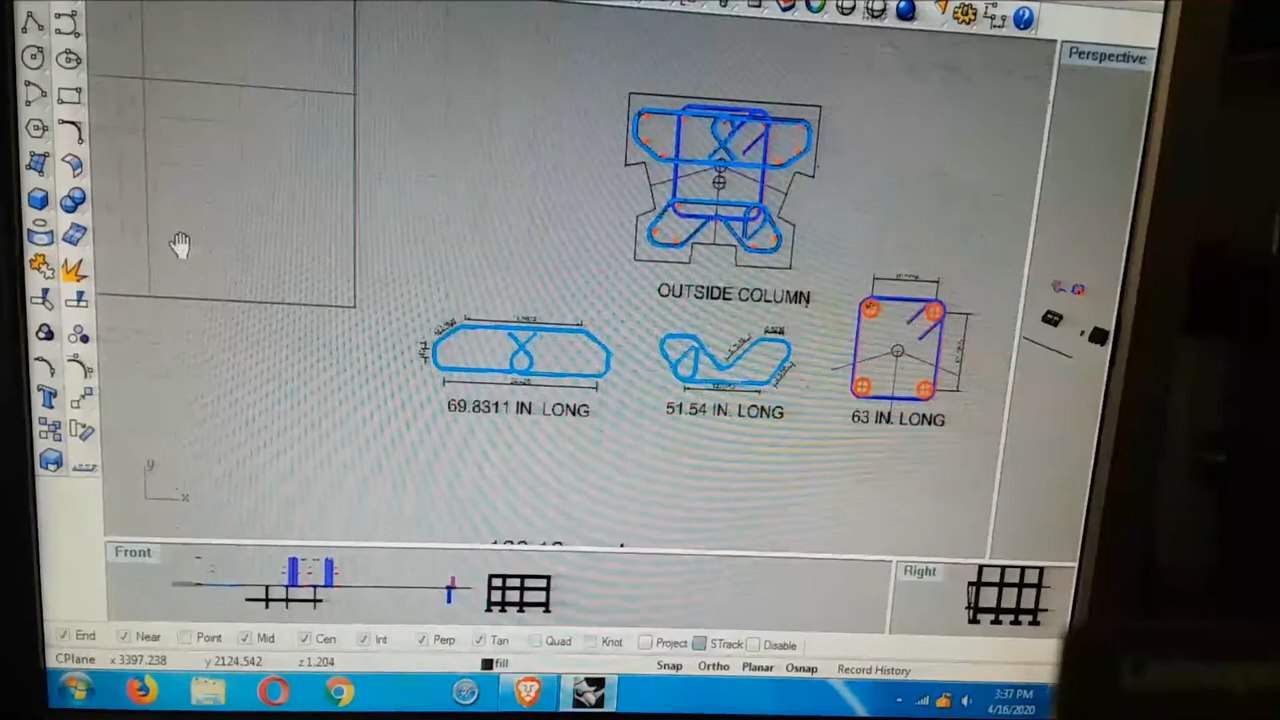 Perspective
OUTSIDE COLUMN
69.8311 IN. LONG
51.54 IN. LONG
63 IN. LONG
y
x
Front
Right
End Near Point Mid Cen Int Perp Tan Quad Knot Project STrack Disable
CPlane x 3397.238 y 2124.542 z 1.204 fill Snap Ortho Planar Osnap Record History
3:37 PM
4/16/2020